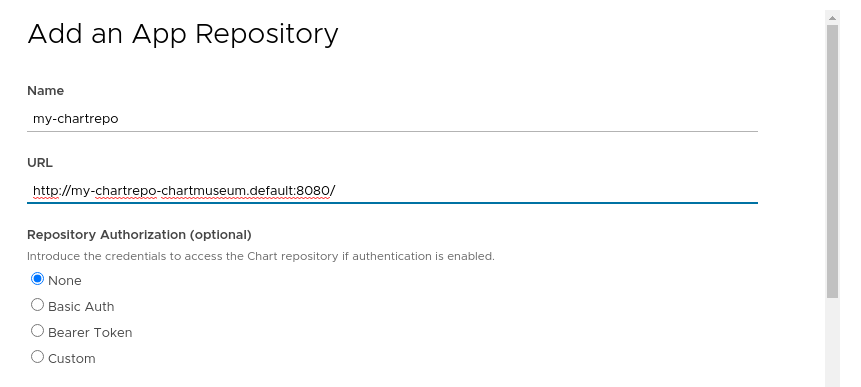 Add an App Repository
Name
my-chartrepo
URL
http://my-chartrepo-chartmuseum.default:8080/
Repository Authorization (optional)
Introduce the credentials to access the Chart repository if authentication is enabled.
None
Basic Auth
Bearer Token
Custom